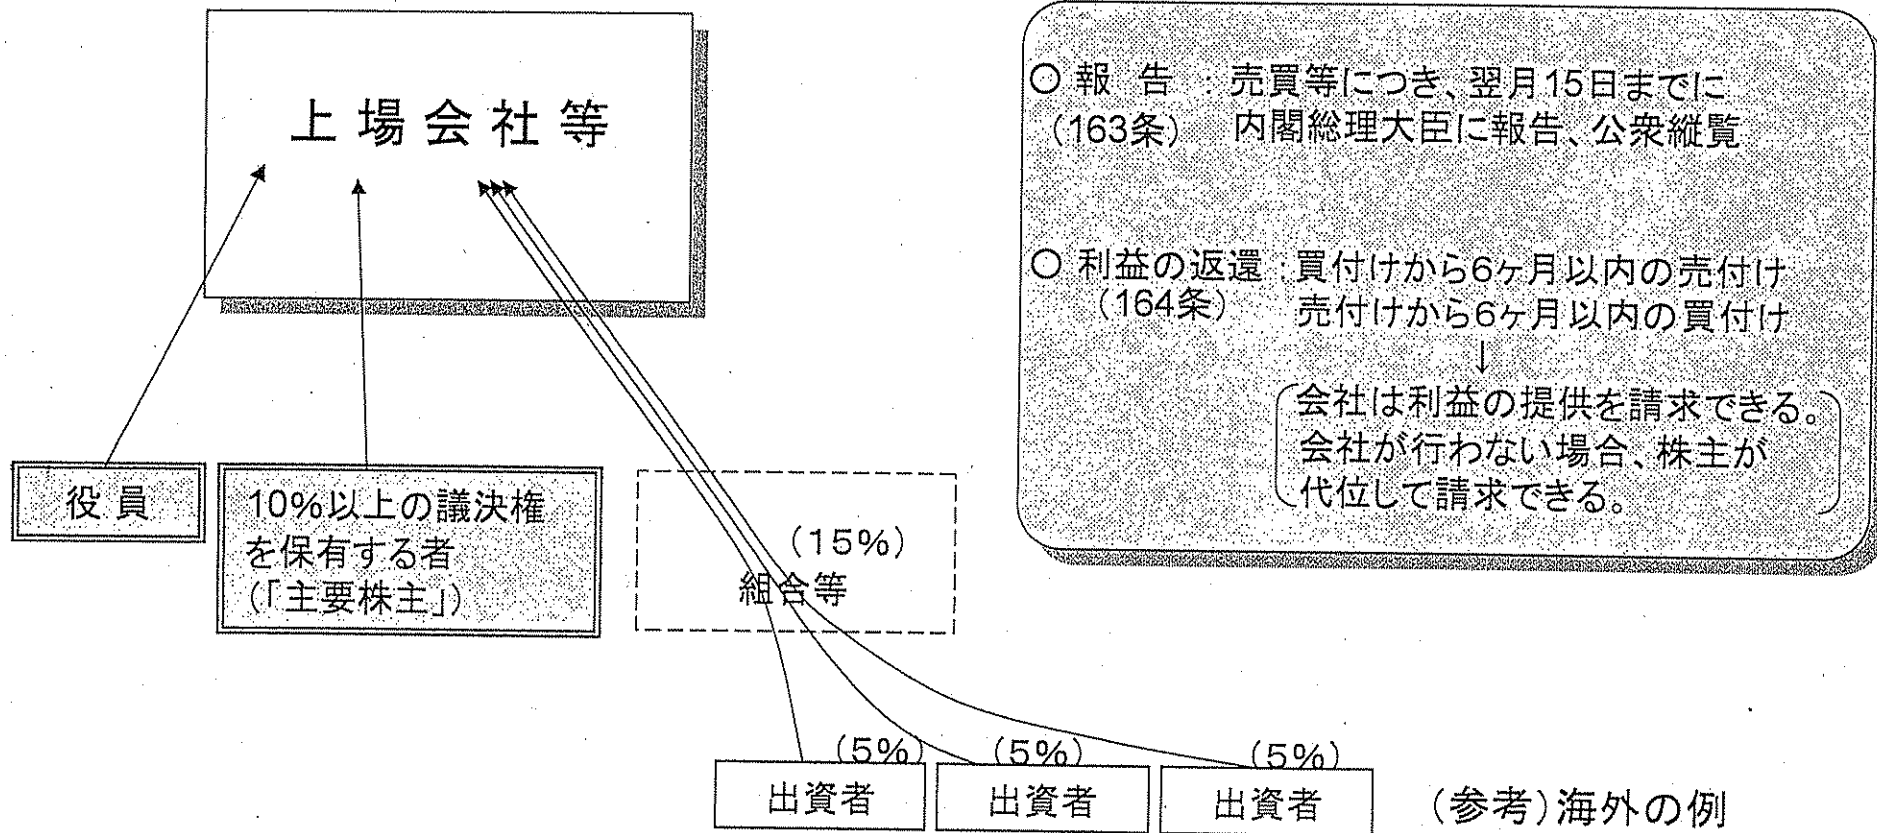 上場会社等
○ 報 告 : 売買等につき、翌月15日までに
(163条) 内閣総理大臣に報告、公衆縦覧
○ 利益の返還 : 買付けから6ヶ月以内の売付け
(164条) 売付けから6ヶ月以内の買付け
↓
会社は利益の提供を請求できる。
会社が行わない場合、株主が
代位して請求できる。
役 員
10%以上の議決権
を保有する者
(「主要株主」)
(15%)
組合等
(5%) (5%) (5%)
出資者 出資者 出資者
(参考)海外の例